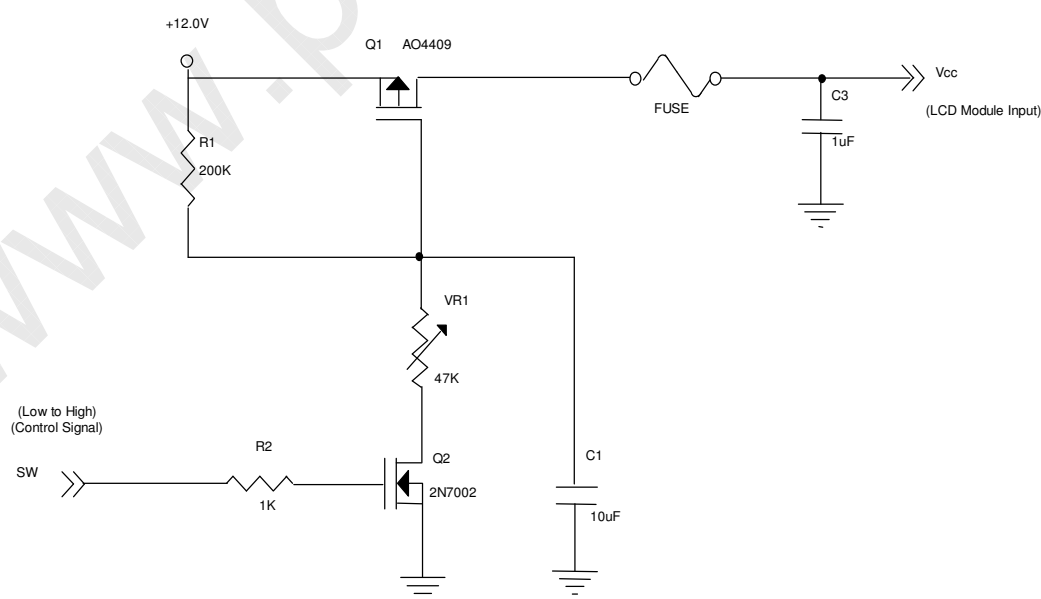 +12.0V
Q1 AO4409
Vcc
(LCD Module Input)
FUSE
C3
1uF
R1
200K
VR1
47K
(Low to High)
(Control Signal)
SW
R2
1K
Q2
2N7002
C1
10uF
www.p